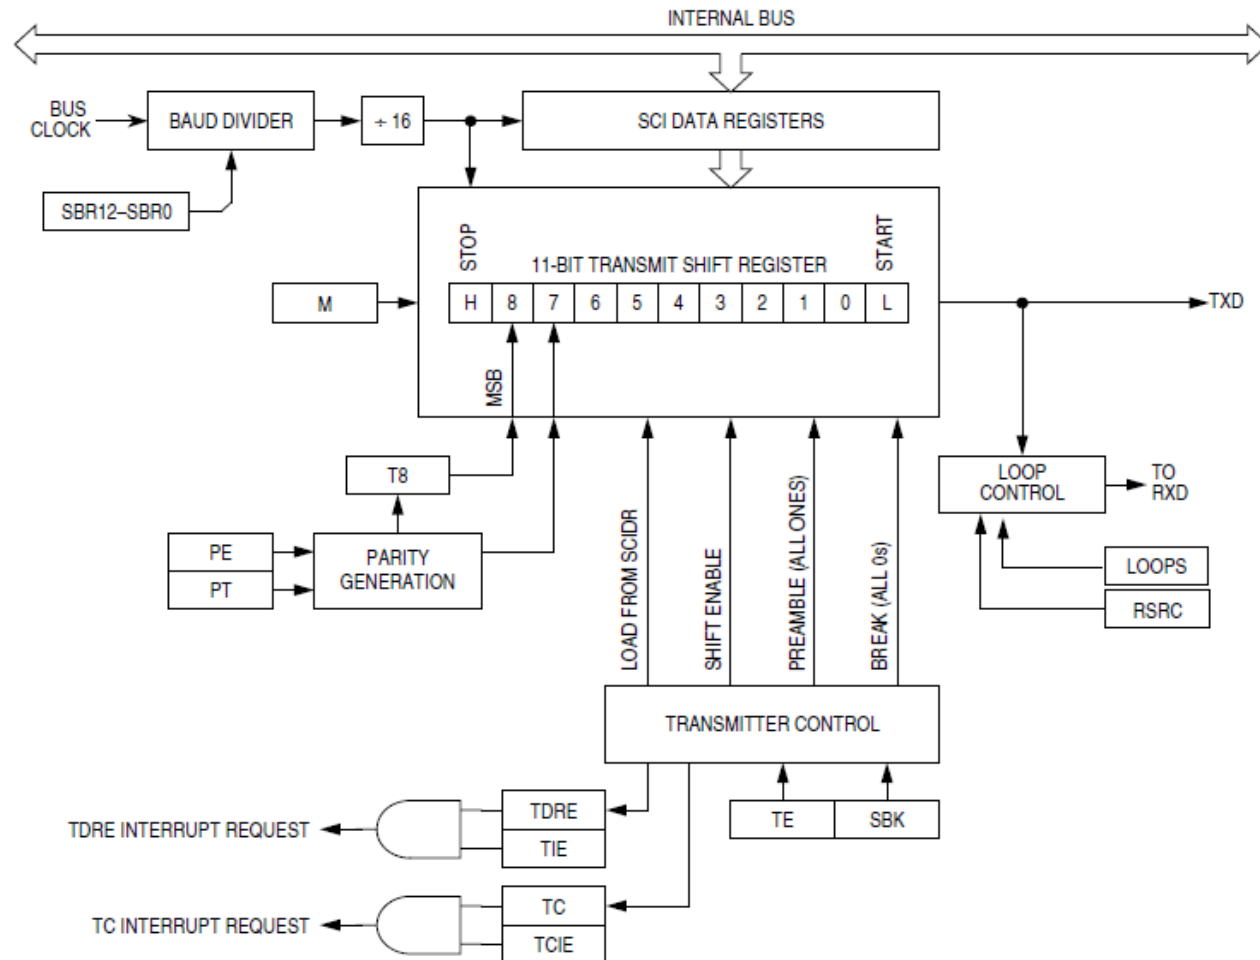 INTERNAL BUS
BUS
CLOCK
BAUD DIVIDER
÷ 16
SCI DATA REGISTERS
SBR12–SBR0
STOP
11-BIT TRANSMIT SHIFT REGISTER
START
M
H 8 7 6 5 4 3 2 1 0 L
TXD
MSB
T8
LOOP
CONTROL
TO
RXD
PE
PT
PARITY
GENERATION
LOAD FROM SCIDR
SHIFT ENABLE
PREAMBLE (ALL ONES)
BREAK (ALL 0s)
LOOPS
RSRC
TRANSMITTER CONTROL
TDRE INTERRUPT REQUEST
TDRE
TIE
TE
SBK
TC INTERRUPT REQUEST
TC
TCIE